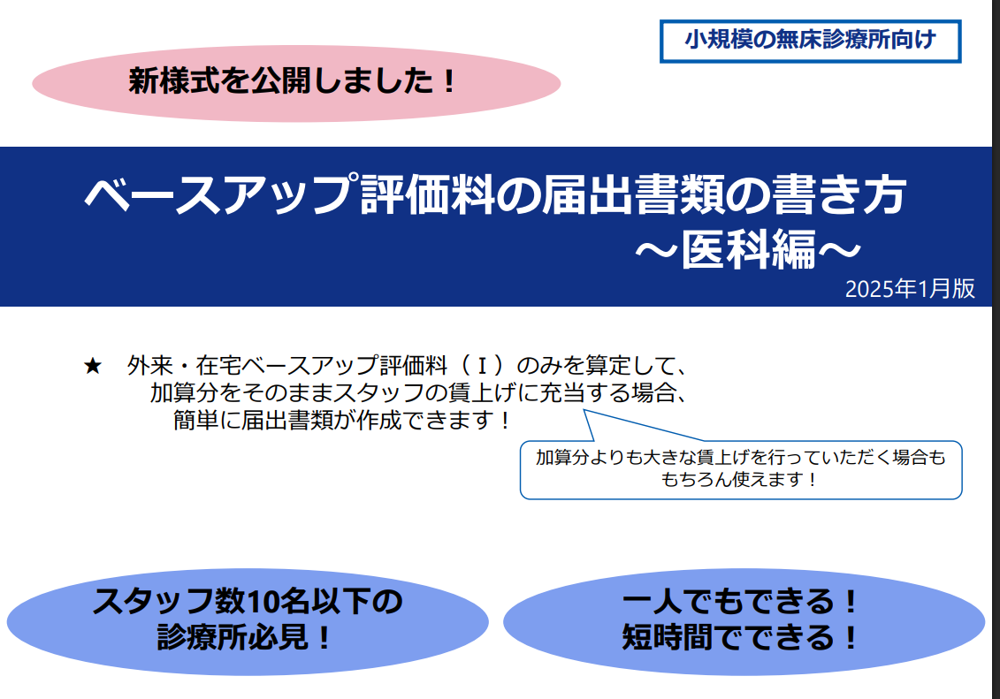 小規模の無床診療所向け
新様式を公開しました！
ベースアップ評価料の届出書類の書き方
～医科編～
2025年1月版
★　外来・在宅ベースアップ評価料（Ⅰ）のみを算定して、
加算分をそのままスタッフの賃上げに充当する場合、
簡単に届出書類が作成できます！
加算分よりも大きな賃上げを行っていただく場合も
もちろん使えます！
スタッフ数10名以下の
診療所必見！
一人でもできる！
短時間でできる！